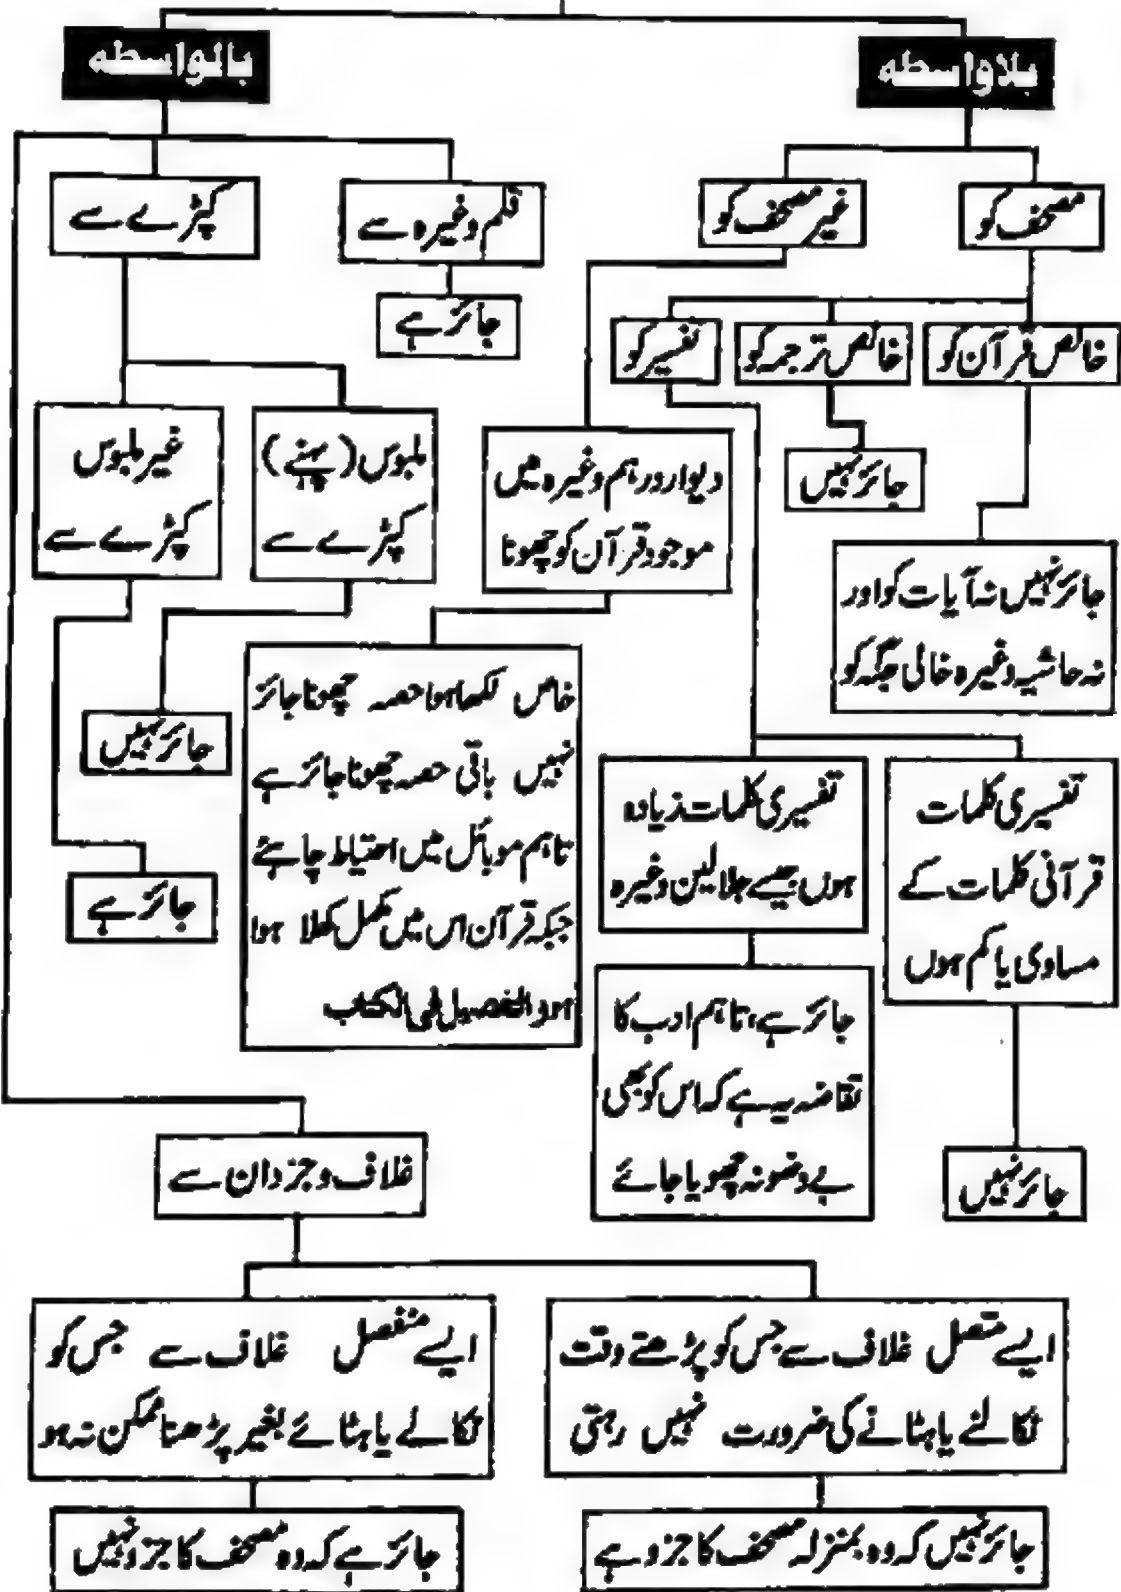 بلاواسطہ
بالواسطہ
مصحف کو
غیر مصحف کو
قلم وغیرہ سے
کپڑے سے
جائز ہے
خالص قرآن کو
خالص ترجمہ کو
تفسیر کو
جائز نہیں
دیوار ورہم وغیرہ میں
موجود قرآن کو چھونا
ملبوس (پہنے)
کپڑے سے
غیر ملبوس
کپڑے سے
جائز نہیں نہ آیات کو اور
نہ حاشیہ وغیرہ خالی جگہ کو
خاص لکھا ہوا حصہ چھونا جائز
نہیں باقی حصہ چھونا جائز ہے
تاہم موبائل میں احتیاط چاہئے
جبکہ قرآن اس میں مکمل کھلا ہوا
ہو والتفصیل فی الکتاب
جائز نہیں
جائز ہے
تفسیری کلمات
قرآنی کلمات کے
مساوی یا کم ہوں
تفسیری کلمات زیادہ
ہوں جیسے جلالین وغیرہ
جائز ہے، تاہم ادب کا
تقاضہ یہ ہے کہ اس کو بھی
بے وضو نہ چھویا جائے
جائز نہیں
غلاف و جزدان سے
ایسے متصل غلاف سے جس کو پڑھتے وقت
نکالنے یا ہٹانے کی ضرورت نہیں رہتی
ایسے منفصل غلاف سے جس کو
نکالے یا ہٹائے بغیر پڑھنا ممکن نہ ہو
جائز نہیں کہ وہ بمنزلہ مصحف کا جزو ہے
جائز ہے کہ وہ مصحف کا جزو نہیں